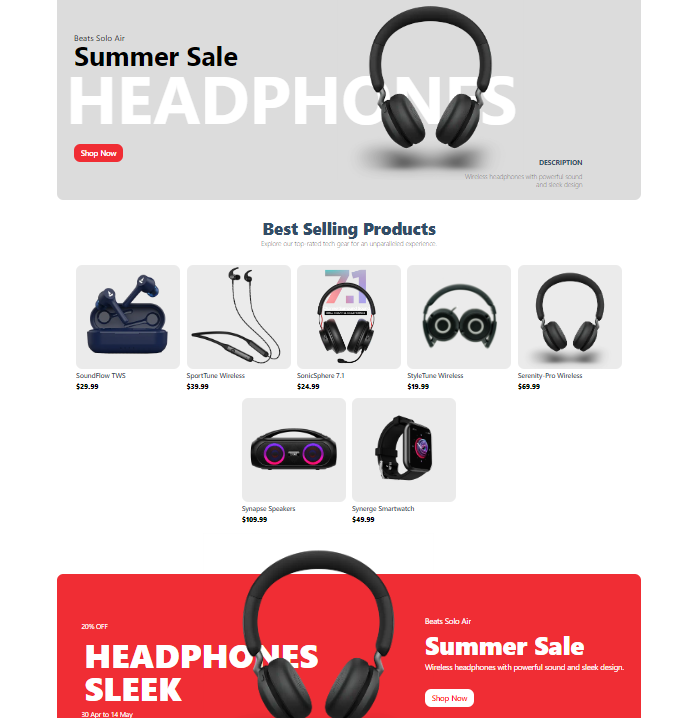 Beats Solo Air
Summer Sale
HEADPHONES
Shop Now
DESCRIPTION
Wireless headphones with powerful sound
and sleek design
Best Selling Products
Explore our top-rated tech gear for an unparalleled experience.
7.1
SoundFlow TWS
$29.99
SportTune Wireless
$39.99
SonicSphere 7.1
$24.99
StyleTune Wireless
$19.99
Serenity-Pro Wireless
$69.99
Synapse Speakers
$109.99
Synerge Smartwatch
$49.99
20% OFF
HEADPHONES
SLEEK
30 Apr to 14 May
Beats Solo Air
Summer Sale
Wireless headphones with powerful sound and sleek design.
Shop Now